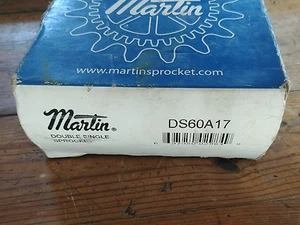 Martin
www.martinsprocket.com
Martin®
DS60A17
DOUBLE SINGLE
SPROCKET